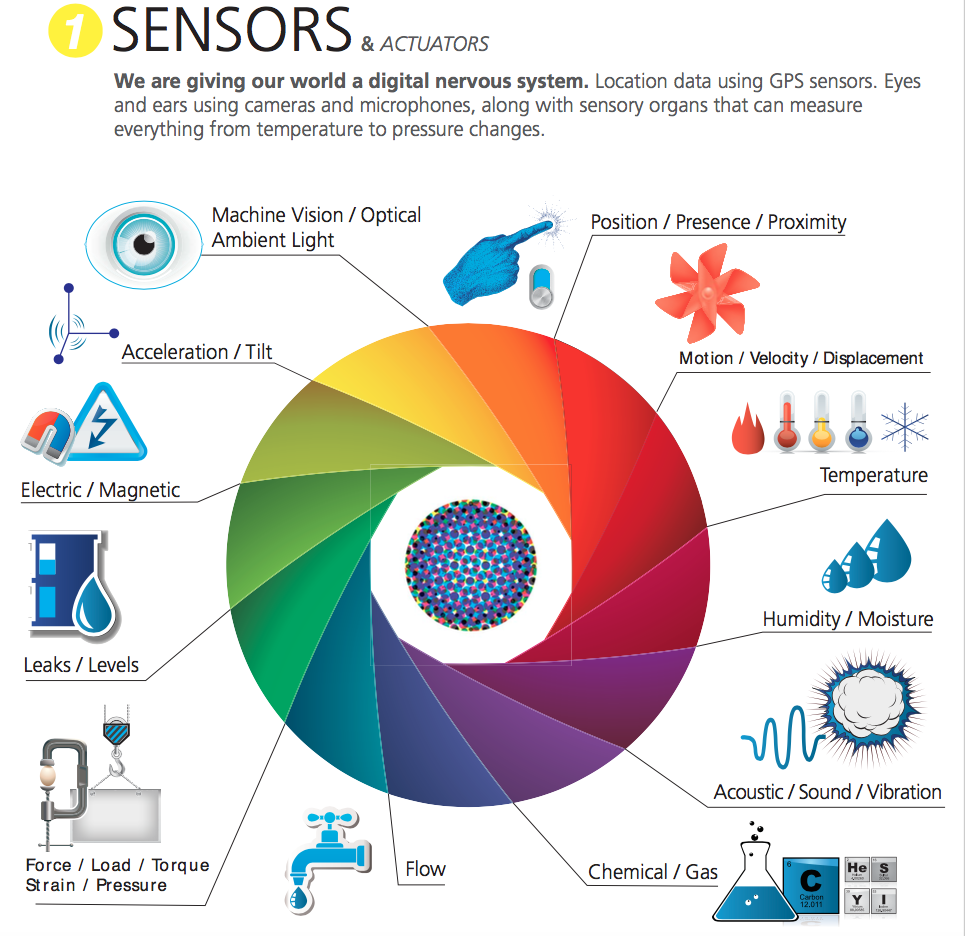 1 SENSORS & ACTUATORS
We are giving our world a digital nervous system. Location data using GPS sensors. Eyes
and ears using cameras and microphones, along with sensory organs that can measure
everything from temperature to pressure changes.
Machine Vision / Optical
Ambient Light
Position / Presence / Proximity
Acceleration / Tilt
Motion / Velocity / Displacement
Electric / Magnetic
Temperature
Leaks / Levels
Humidity / Moisture
Acoustic / Sound / Vibration
Force / Load / Torque
Strain / Pressure
Flow
Chemical / Gas
6
C
Carbon
12.011
He
S
Y
I